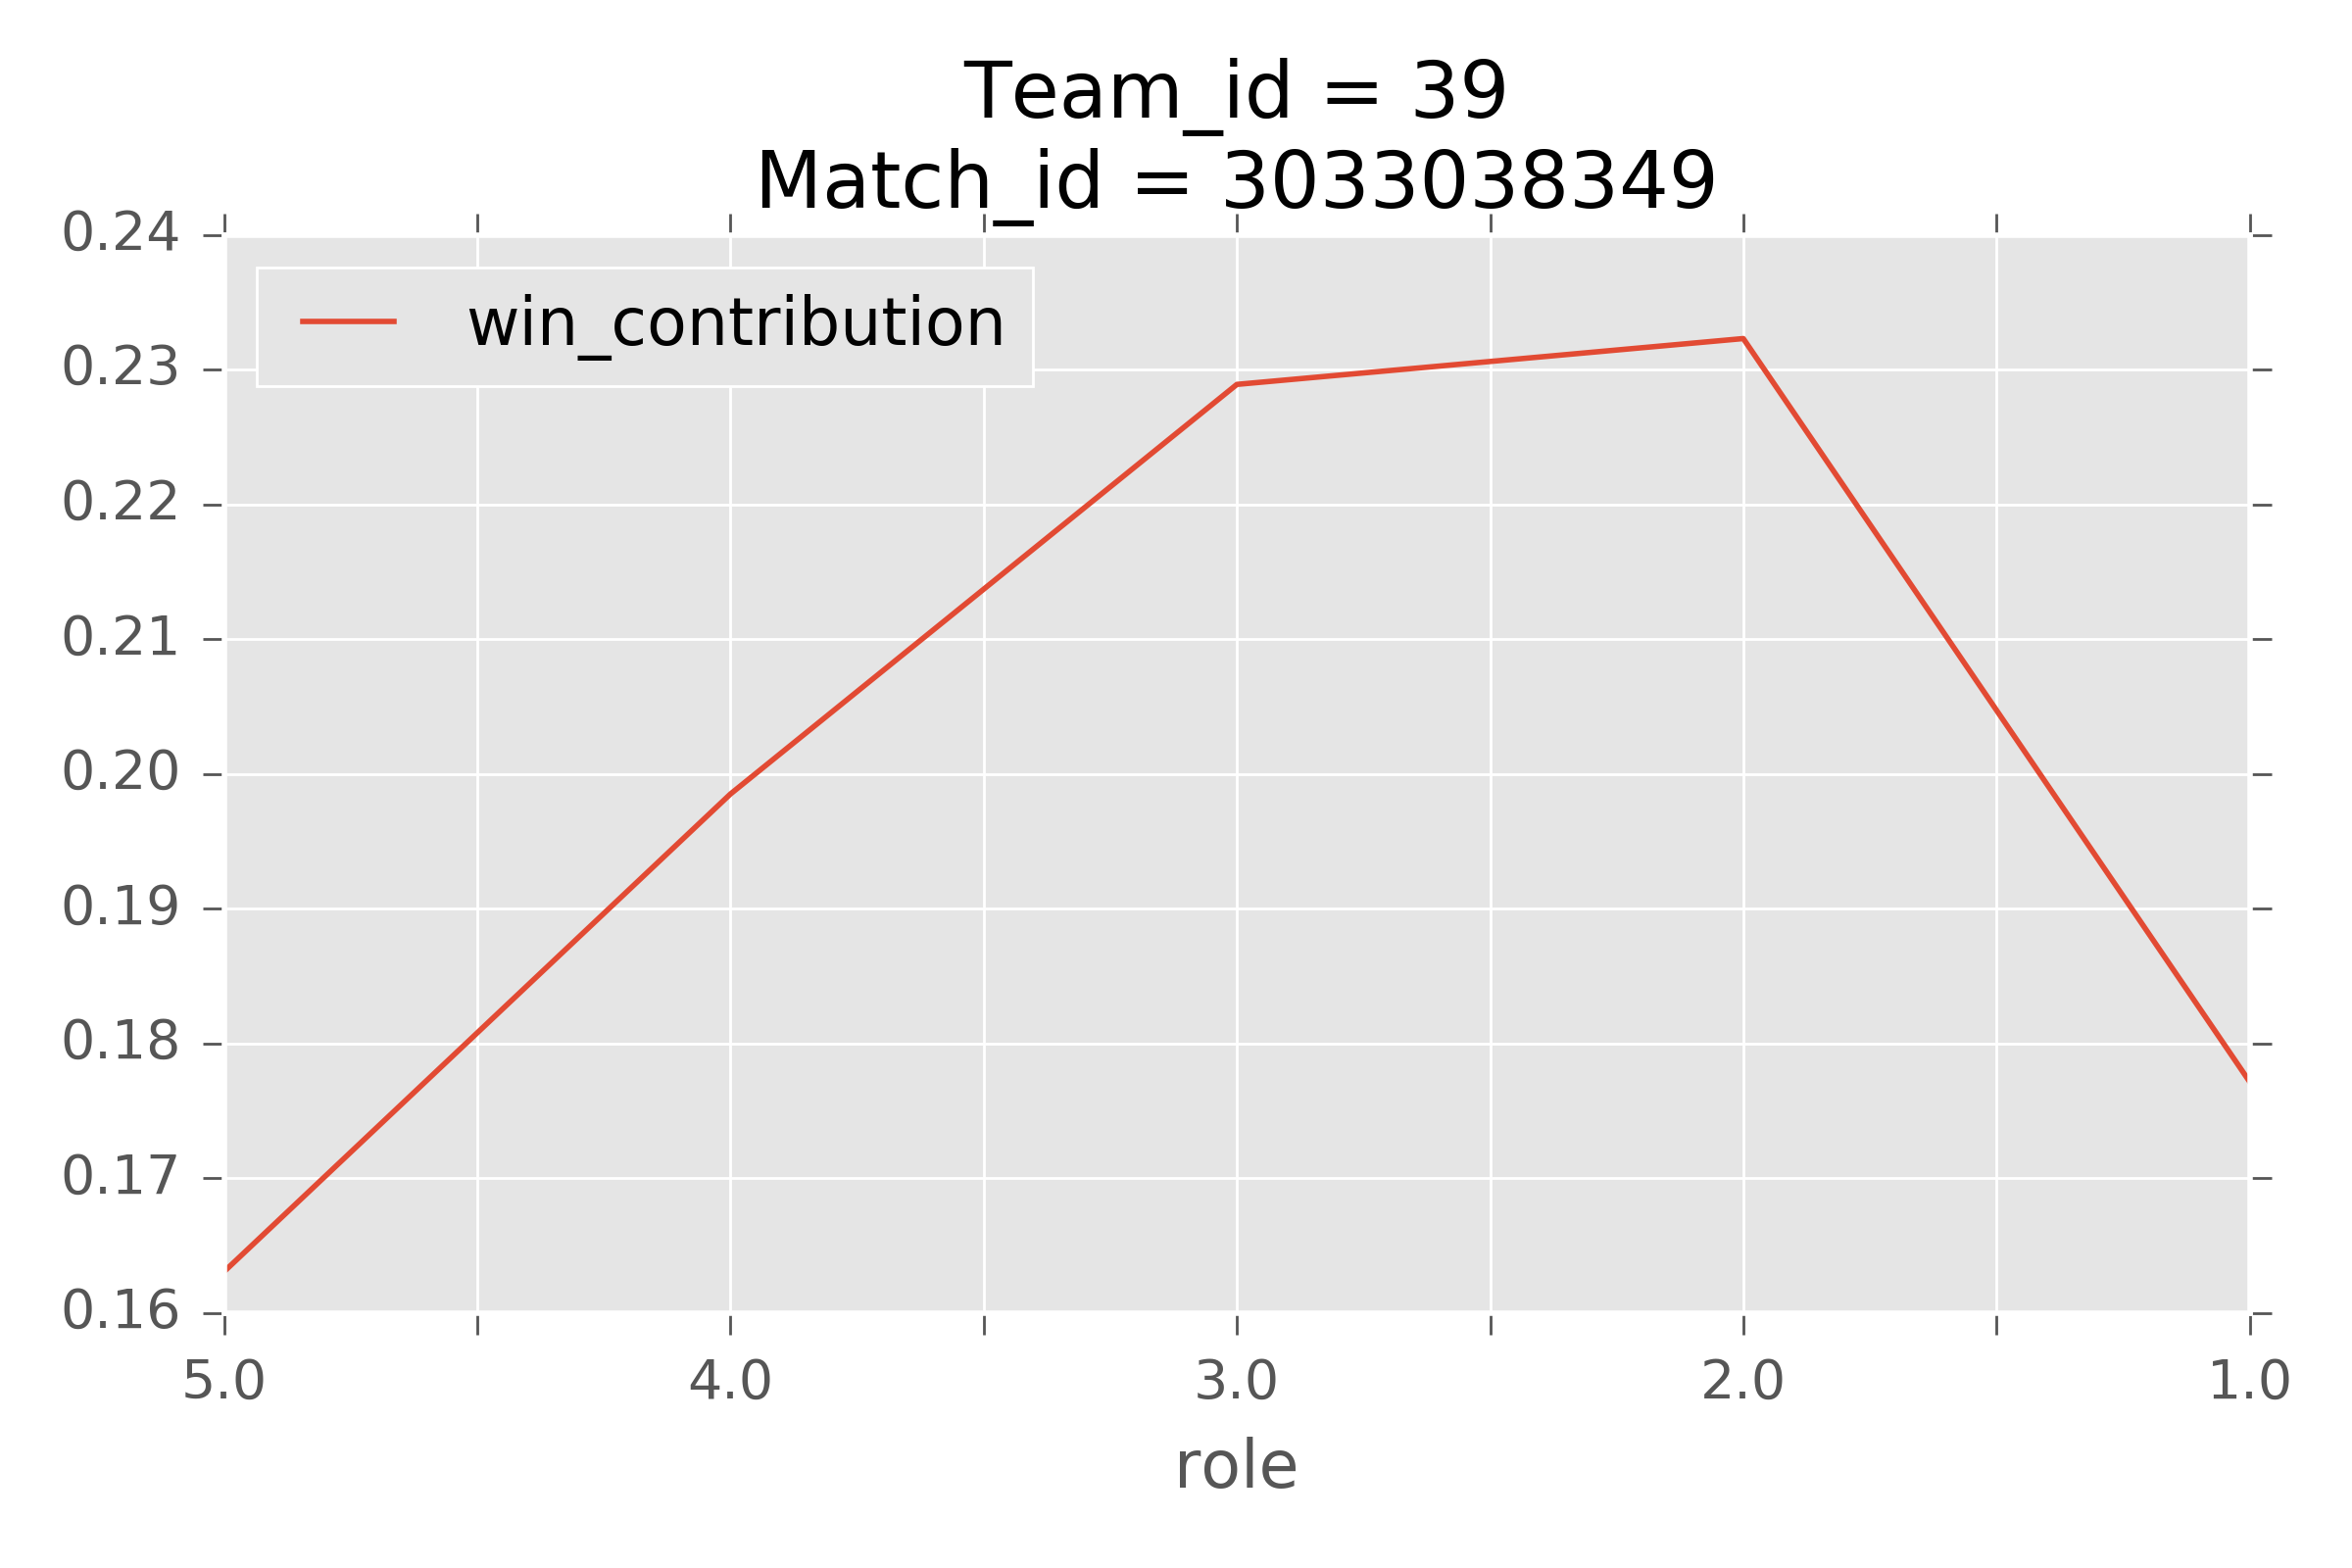 Team_id = 39
Match_id = 3033038349
win_contribution
0.24
0.23
0.22
0.21
0.20
0.19
0.18
0.17
0.16
5.0 4.0 3.0 2.0 1.0
role